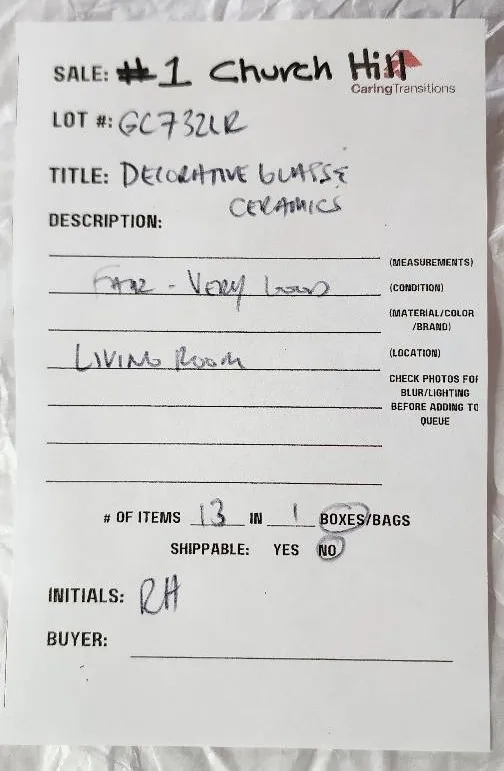 SALE: #1 Church Hill
CaringTransitions
LOT #: GC732LR
TITLE: DECORATIVE GLASS &
CERAMICS
DESCRIPTION:
(MEASUREMENTS)
FAIR - VERY GOOD (CONDITION)
(MATERIAL/COLOR
/BRAND)
LIVING ROOM (LOCATION)
CHECK PHOTOS FOR
BLUR/LIGHTING
BEFORE ADDING TO
QUEUE
# OF ITEMS 13 IN 1 BOXES/BAGS
SHIPPABLE: YES NO
INITIALS: RH
BUYER: